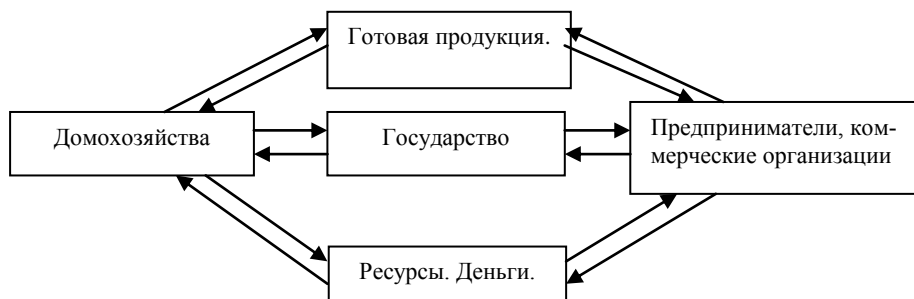 Готовая продукция.
Домохозяйства
Государство
Предприниматели, ком-
мерческие организации
Ресурсы. Деньги.